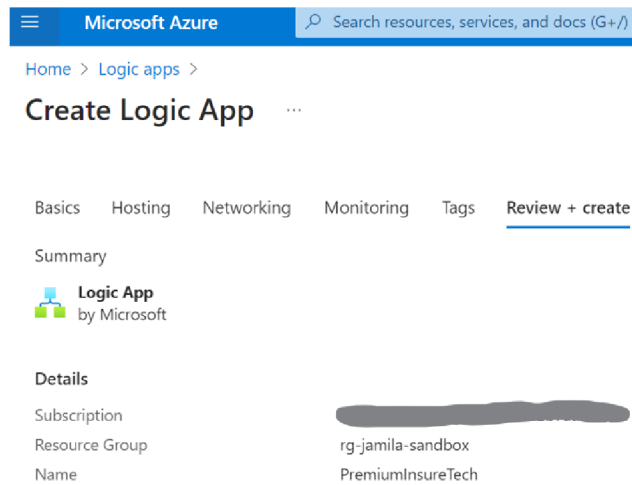 Microsoft Azure
Search resources, services, and docs (G+/)
Home > Logic apps >
Create Logic App ...
Basics Hosting Networking Monitoring Tags Review + create
Summary
Logic App
by Microsoft
Details
Subscription
Resource Group rg-jamila-sandbox
Name PremiumInsureTech